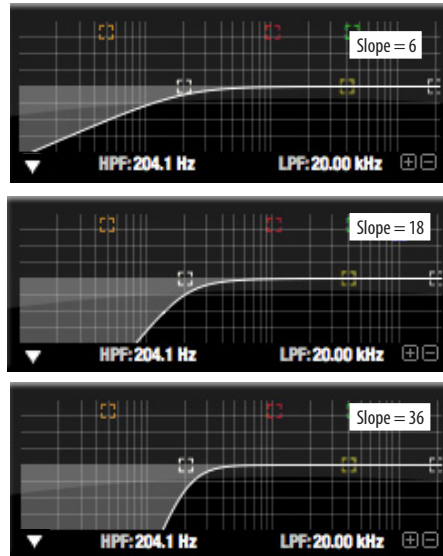 Slope = 6
HPF: 204.1 Hz LPF: 20.00 kHz
Slope = 18
HPF: 204.1 Hz LPF: 20.00 kHz
Slope = 36
HPF: 204.1 Hz LPF: 20.00 kHz